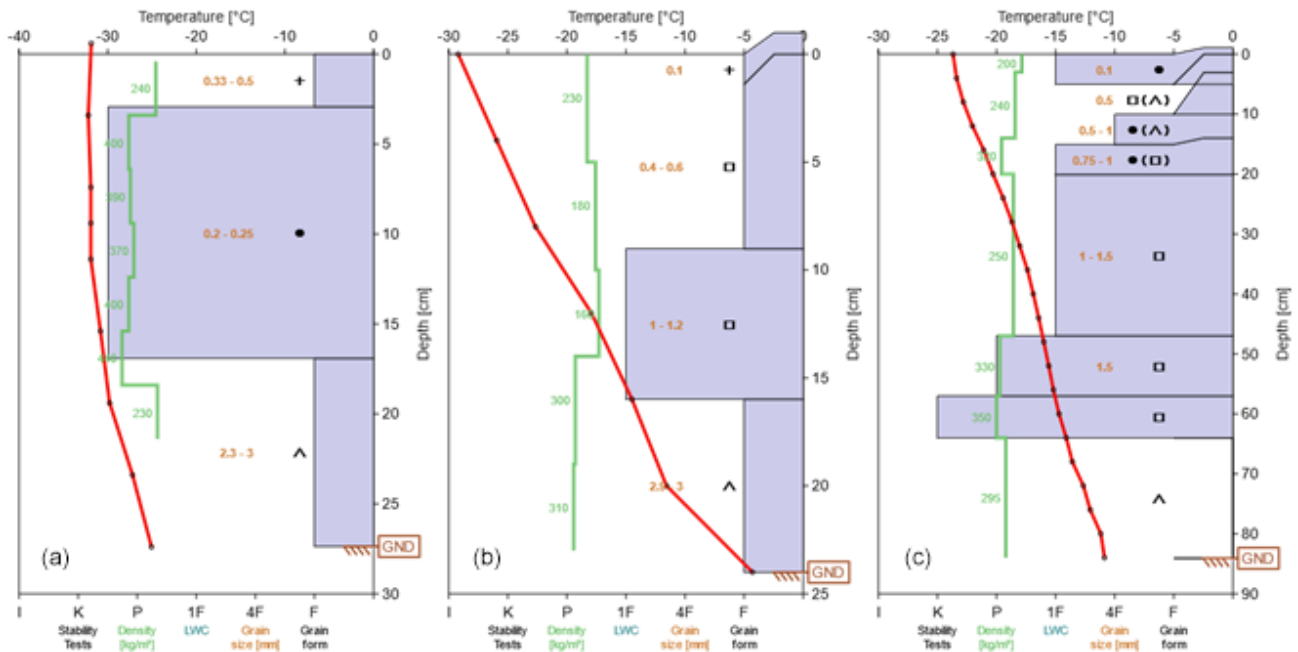 Temperature [°C]
-40 -30 -20 -10 0
0
5
10
15
20
25
30
Depth [cm]
240
400
390
370
400
230
0.33 - 0.5
0.2 - 0.25
2.3 - 3
(a)
GND
I K P 1F 4F F
Stability Tests
Density [kg/m³]
LWC
Grain size [mm]
Grain form
Temperature [°C]
-30 -25 -20 -15 -10 -5 0
0
5
10
15
20
25
Depth [cm]
230
180
160
300
310
0.1
0.4 - 0.6
1 - 1.2
(b)
GND
I K P 1F 4F F
Stability Tests
Density [kg/m³]
LWC
Grain size [mm]
Grain form
Temperature [°C]
-30 -25 -20 -15 -10 -5 0
0
10
20
30
40
50
60
70
80
90
Depth [cm]
200
240
250
330
350
295
0.1
0.5
0.5 - 1
0.75 - 1
1 - 1.5
1.5
(c)
GND
I K P 1F 4F F
Stability Tests
Density [kg/m³]
LWC
Grain size [mm]
Grain form